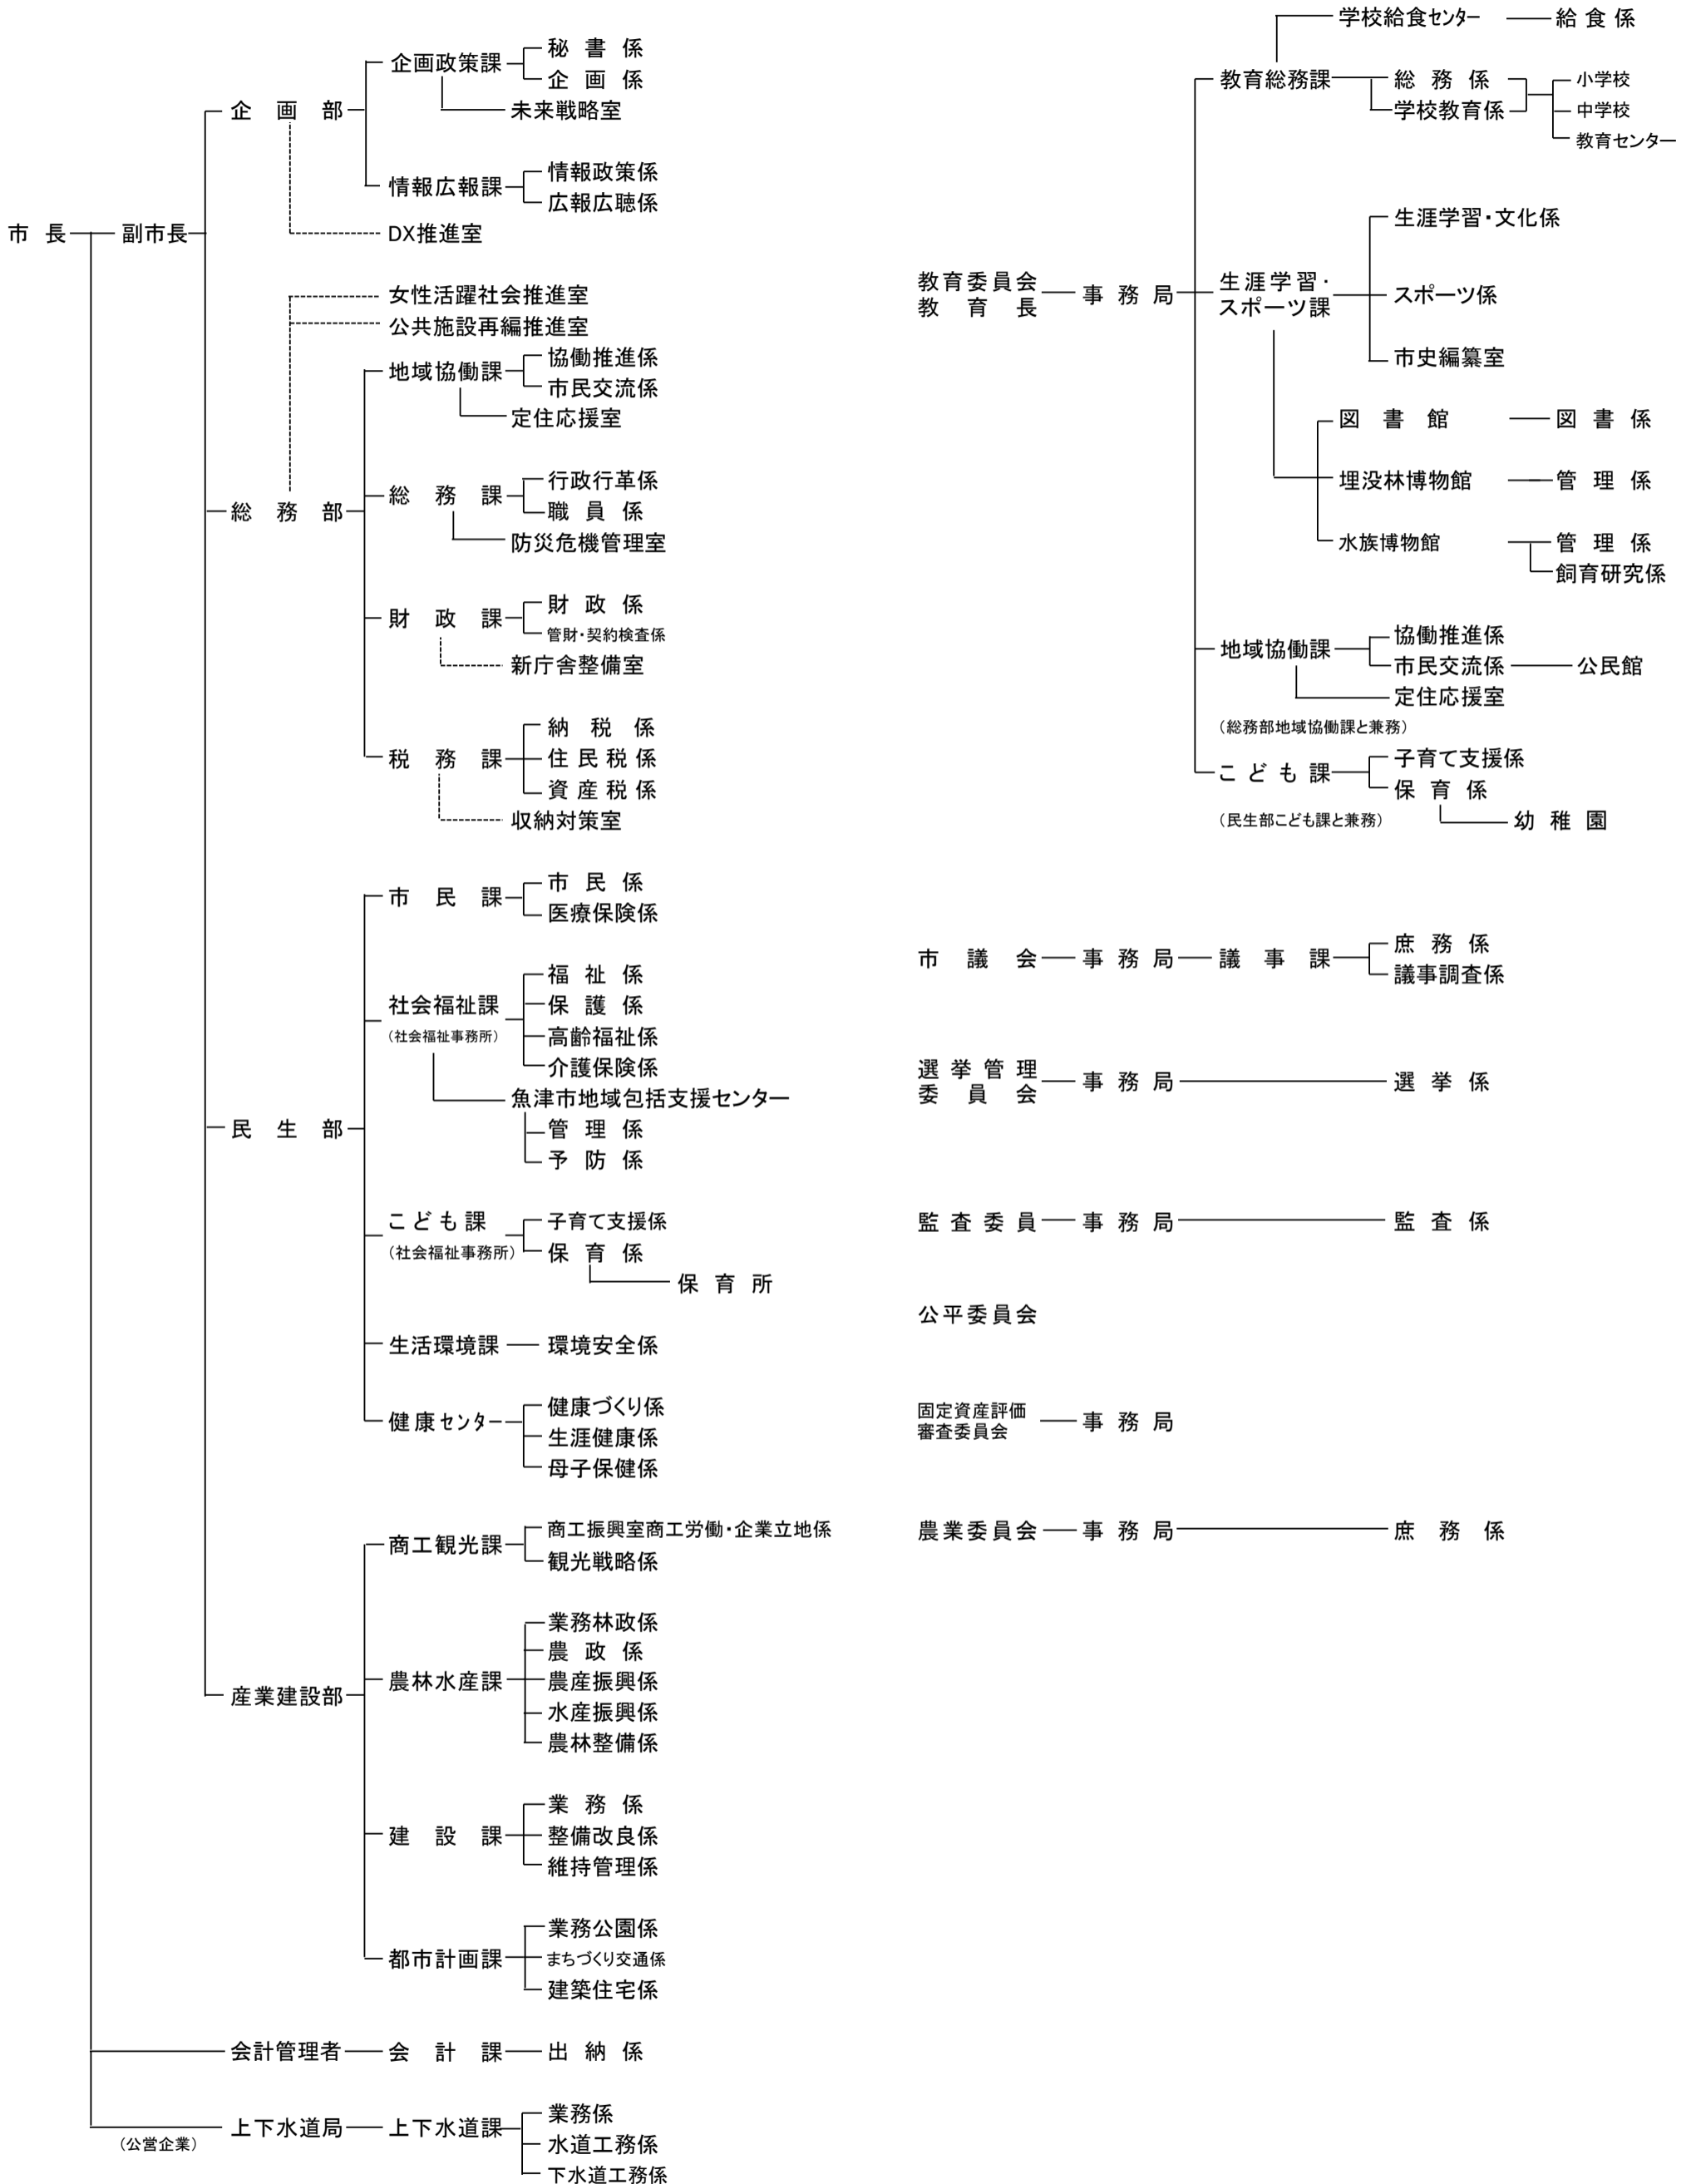 市長
副市長
企画部
企画政策課
秘書係
企画係
未来戦略室
情報広報課
情報政策係
広報広聴係
DX推進室
女性活躍社会推進室
公共施設再編推進室
総務部
地域協働課
協働推進係
市民交流係
定住応援室
総務課
行政行革係
職員係
防災危機管理室
財政課
財政係
管財・契約検査係
新庁舎整備室
税務課
納税係
住民税係
資産税係
収納対策室
民生部
市民課
市民係
医療保険係
社会福祉課
（社会福祉事務所）
福祉係
保護係
高齢福祉係
介護保険係
魚津市地域包括支援センター
管理係
予防係
こども課
（社会福祉事務所）
子育て支援係
保育係
保育所
生活環境課
環境安全係
健康センター
健康づくり係
生涯健康係
母子保健係
産業建設部
商工観光課
商工振興室商工労働・企業立地係
観光戦略係
農林水産課
業務林政係
農政係
農産振興係
水産振興係
農林整備係
建設課
業務係
整備改良係
維持管理係
都市計画課
業務公園係
まちづくり交通係
建築住宅係
会計管理者
会計課
出納係
上下水道局
（公営企業）
上下水道課
業務係
水道工務係
下水道工務係
教育委員会
教育長
事務局
学校給食センター
給食係
教育総務課
総務係
学校教育係
小学校
中学校
教育センター
生涯学習・
スポーツ課
生涯学習・文化係
スポーツ係
市史編纂室
図書館
図書係
埋没林博物館
管理係
水族博物館
管理係
飼育研究係
地域協働課
協働推進係
市民交流係
公民館
定住応援室
（総務部地域協働課と兼務）
こども課
子育て支援係
保育係
（民生部こども課と兼務）
幼稚園
市議会
事務局
議事課
庶務係
議事調査係
選挙管理
委員会
事務局
選挙係
監査委員
事務局
監査係
公平委員会
固定資産評価
審査委員会
事務局
農業委員会
事務局
庶務係